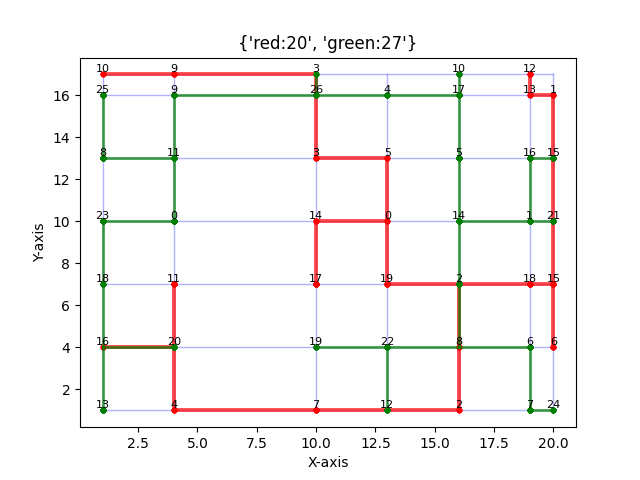 {'red:20', 'green:27'}
10 9 3 10 12
16 25 9 26 4 17 13 1
14
12 8 11 3 5 5 16 15
10 23 0 14 0 14 1 21
8
6 18 11 17 19 2 18 15
4 16 20 19 22 8 6 6
2 13 4 7 12 2 7 24
2.5 5.0 7.5 10.0 12.5 15.0 17.5 20.0
X-axis
Y-axis